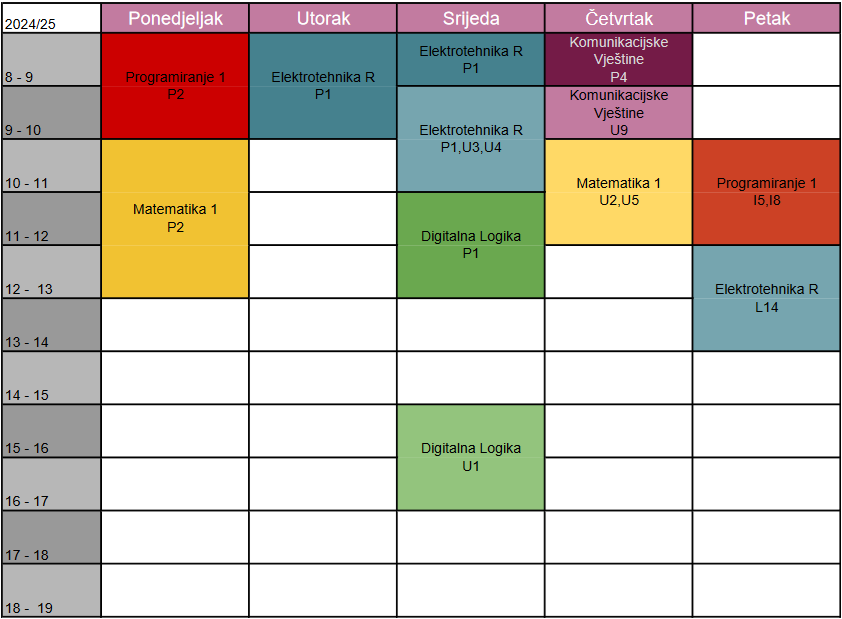 2024/25 Ponedjeljak Utorak Srijeda Četvrtak Petak
8 - 9
Programiranje 1
P2
Elektrotehnika R
P1
Elektrotehnika R
P1
Komunikacijske
Vještine
P4
9 - 10
Elektrotehnika R
P1,U3,U4
Komunikacijske
Vještine
U9
10 - 11
Matematika 1
P2
Matematika 1
U2,U5
Programiranje 1
I5,I8
11 - 12
Digitalna Logika
P1
12 - 13
Elektrotehnika R
L14
13 - 14
14 - 15
15 - 16
Digitalna Logika
U1
16 - 17
17 - 18
18 - 19